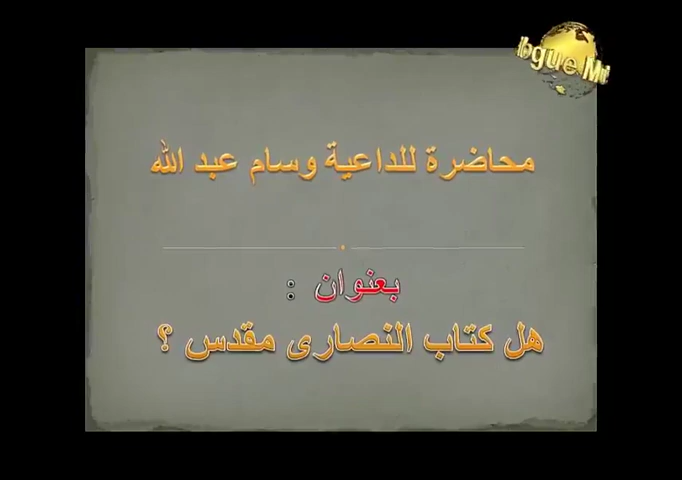 محاضرة للداعية وسام عبد الله
بعنوان :
هل كتاب النصارى مقدس ؟